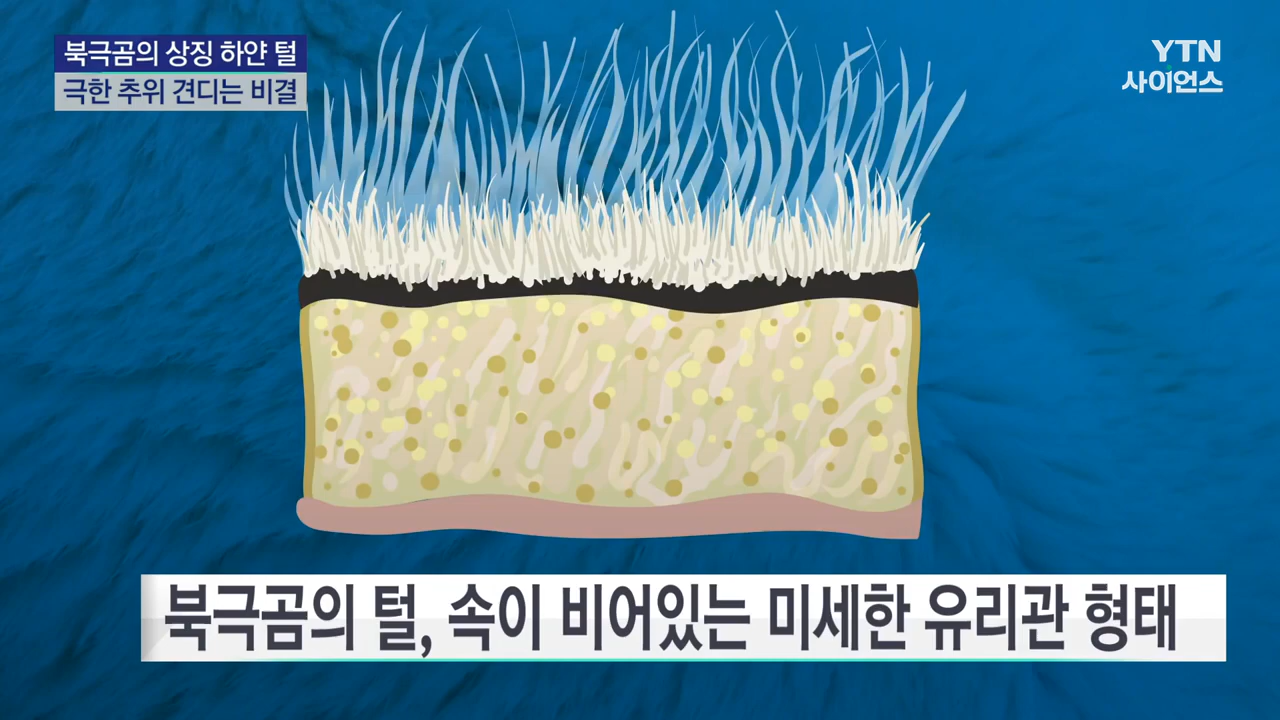 북극곰의 상징 하얀 털
극한 추위 견디는 비결
YTN
사이언스
북극곰의 털, 속이 비어있는 미세한 유리관 형태